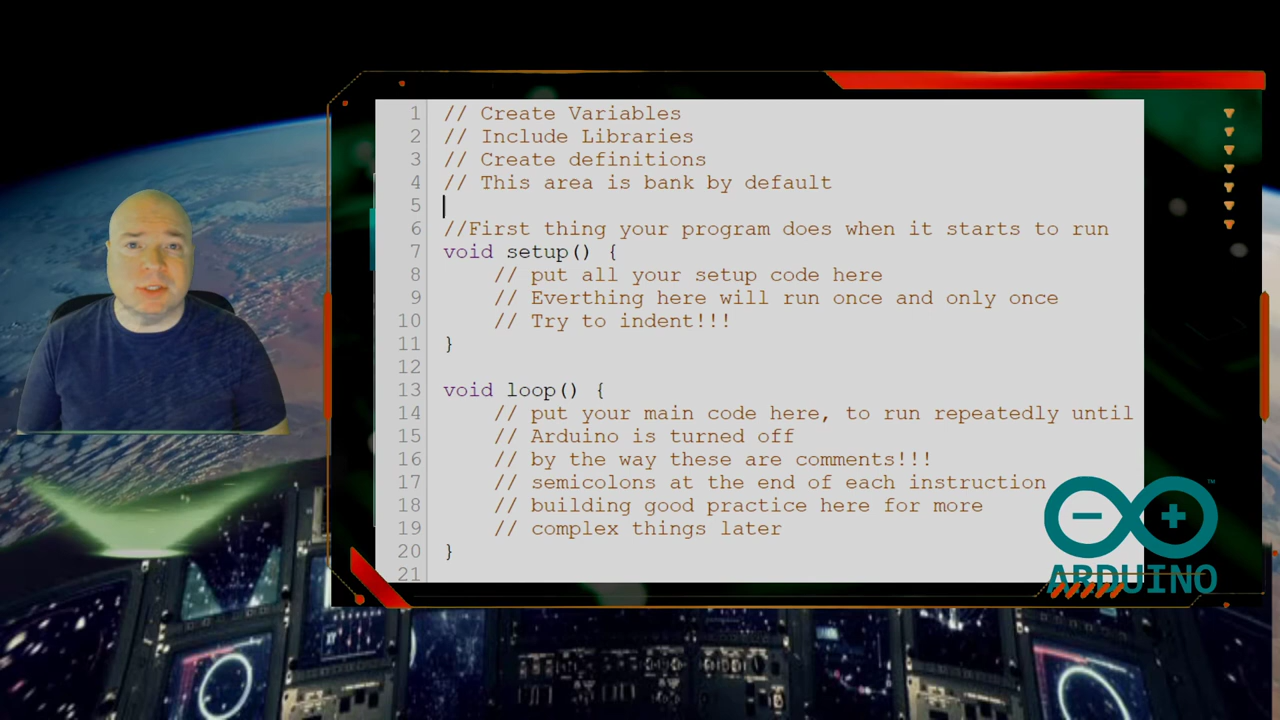 1 // Create Variables
2 // Include Libraries
3 // Create definitions
4 // This area is bank by default
5
6 //First thing your program does when it starts to run
7 void setup() {
8 // put all your setup code here
9 // Everthing here will run once and only once
10 // Try to indent!!!
11 }
12
13 void loop() {
14 // put your main code here, to run repeatedly until
15 // Arduino is turned off
16 // by the way these are comments!!!
17 // semicolons at the end of each instruction
18 // building good practice here for more
19 // complex things later
20 }
21
ARDUINO
TM